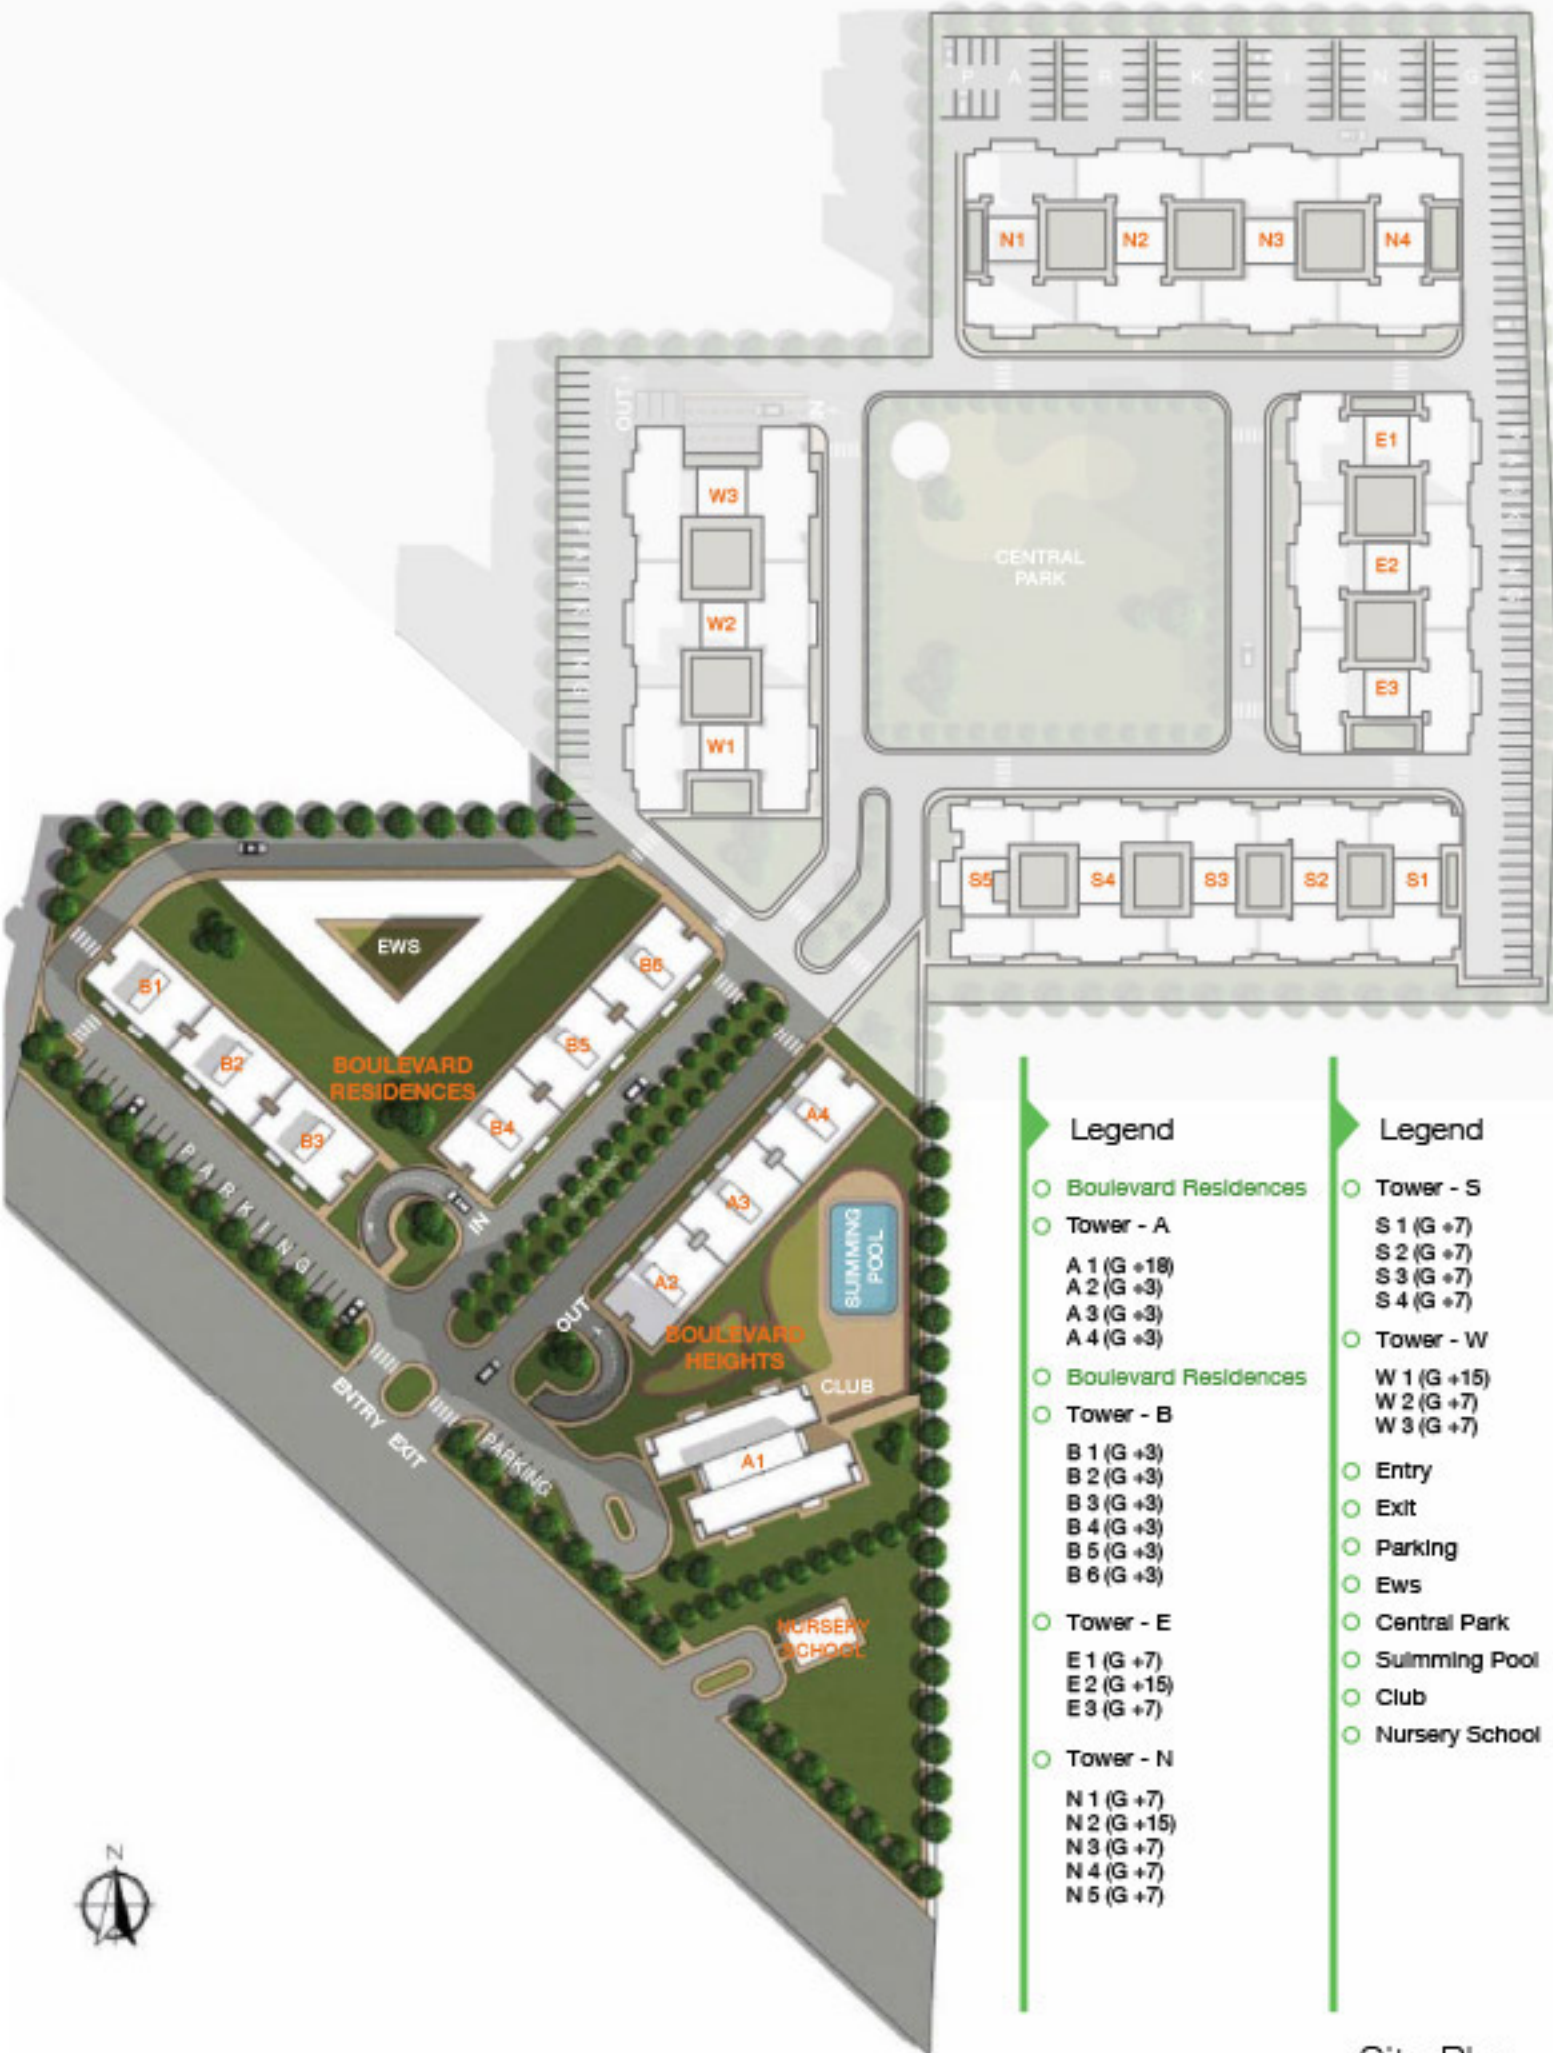 P A R K I N G
N1 N2 N3 N4
OUT IN
E1
W3
CENTRAL
PARK
E2
W2
E3
W1
PARKING
PARKING
S5 S4 S3 S2 S1
EWS
B6
B1
B5
B2
BOULEVARD
RESIDENCES
B4
B3
A4
A3
A2
PARKING
IN
OUT
SUIMMING
POOL
BOULEVARD
HEIGHTS
CLUB
ENTRY EXIT
PARKING
A1
NURSERY
SCHOOL
N
Legend
Boulevard Residences
Tower - A
A 1 (G +18)
A 2 (G +3)
A 3 (G +3)
A 4 (G +3)
Boulevard Residences
Tower - B
B 1 (G +3)
B 2 (G +3)
B 3 (G +3)
B 4 (G +3)
B 5 (G +3)
B 6 (G +3)
Tower - E
E 1 (G +7)
E 2 (G +15)
E 3 (G +7)
Tower - N
N 1 (G +7)
N 2 (G +15)
N 3 (G +7)
N 4 (G +7)
N 5 (G +7)
Legend
Tower - S
S 1 (G +7)
S 2 (G +7)
S 3 (G +7)
S 4 (G +7)
Tower - W
W 1 (G +15)
W 2 (G +7)
W 3 (G +7)
Entry
Exit
Parking
Ews
Central Park
Suimming Pool
Club
Nursery School